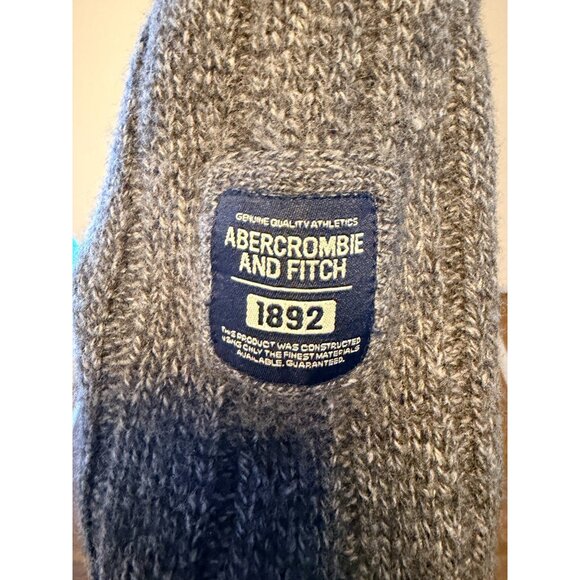 GENUINE QUALITY ATHLETICS
ABERCROMBIE
AND FITCH
1892
THIS PRODUCT WAS CONSTRUCTED
USING ONLY THE FINEST MATERIALS
AVAILABLE. GUARANTEED.